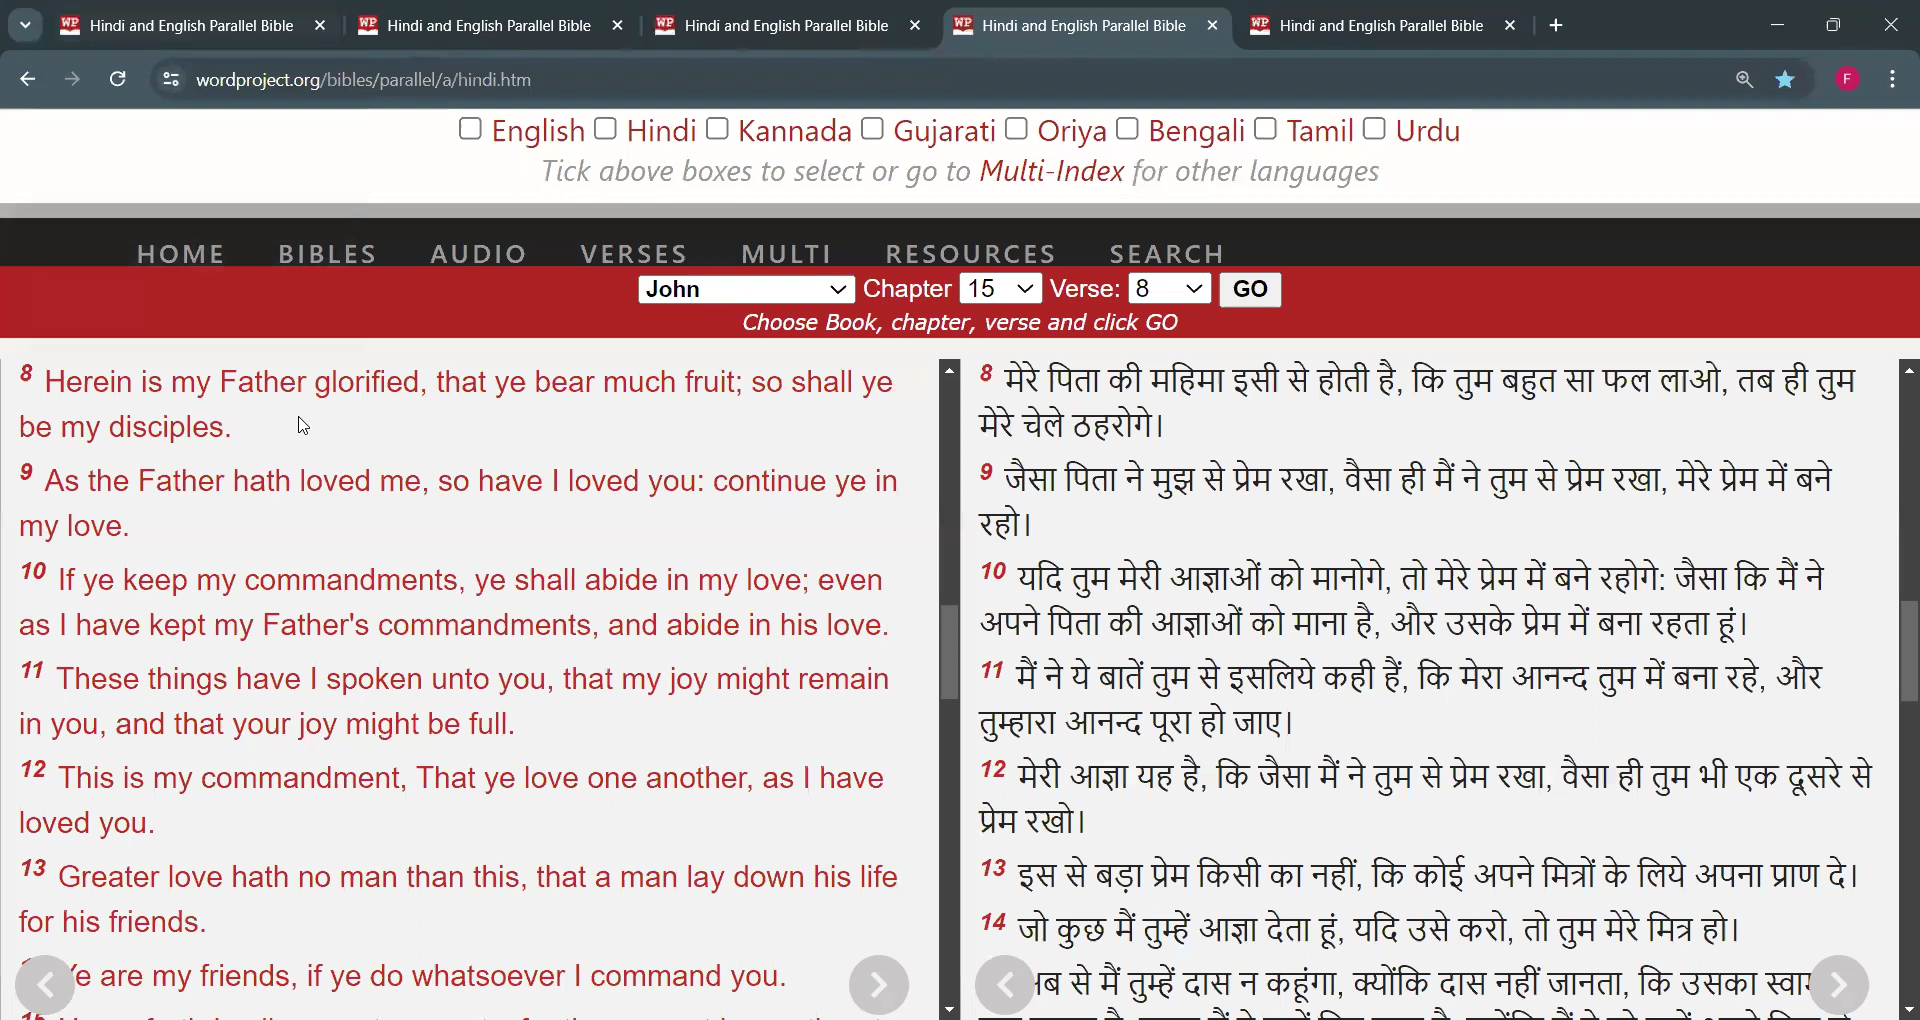 Hindi and English Parallel Bible Hindi and English Parallel Bible Hindi and English Parallel Bible Hindi and English Parallel Bible Hindi and English Parallel Bible
wordproject.org/bibles/parallel/a/hindi.htm F
English Hindi Kannada Gujarati Oriya Bengali Tamil Urdu
Tick above boxes to select or go to Multi-Index for other languages
HOME BIBLES AUDIO VERSES MULTI RESOURCES SEARCH
John Chapter 15 Verse: 8 GO
Choose Book, chapter, verse and click GO
8 Herein is my Father glorified, that ye bear much fruit; so shall ye
be my disciples.
9 As the Father hath loved me, so have I loved you: continue ye in
my love.
10 If ye keep my commandments, ye shall abide in my love; even
as I have kept my Father's commandments, and abide in his love.
11 These things have I spoken unto you, that my joy might remain
in you, and that your joy might be full.
12 This is my commandment, That ye love one another, as I have
loved you.
13 Greater love hath no man than this, that a man lay down his life
for his friends.
Ye are my friends, if ye do whatsoever I command you.
8 मेरे पिता की महिमा इसी से होती है, कि तुम बहुत सा फल लाओ, तब ही तुम
मेरे चेले ठहरोगे।
9 जैसा पिता ने मुझ से प्रेम रखा, वैसा ही मैं ने तुम से प्रेम रखा, मेरे प्रेम में बने
रहो।
10 यदि तुम मेरी आज्ञाओं को मानोगे, तो मेरे प्रेम में बने रहोगे: जैसा कि मैं ने
अपने पिता की आज्ञाओं को माना है, और उसके प्रेम में बना रहता हूं।
11 मैं ने ये बातें तुम से इसलिये कही हैं, कि मेरा आनन्द तुम में बना रहे, और
तुम्हारा आनन्द पूरा हो जाए।
12 मेरी आज्ञा यह है, कि जैसा मैं ने तुम से प्रेम रखा, वैसा ही तुम भी एक दूसरे से
प्रेम रखो।
13 इस से बड़ा प्रेम किसी का नहीं, कि कोई अपने मित्रों के लिये अपना प्राण दे।
14 जो कुछ मैं तुम्हें आज्ञा देता हूं, यदि उसे करो, तो तुम मेरे मित्र हो।
से मैं तुम्हें दास न कहूंगा, क्योंकि दास नहीं जानता, कि उसका